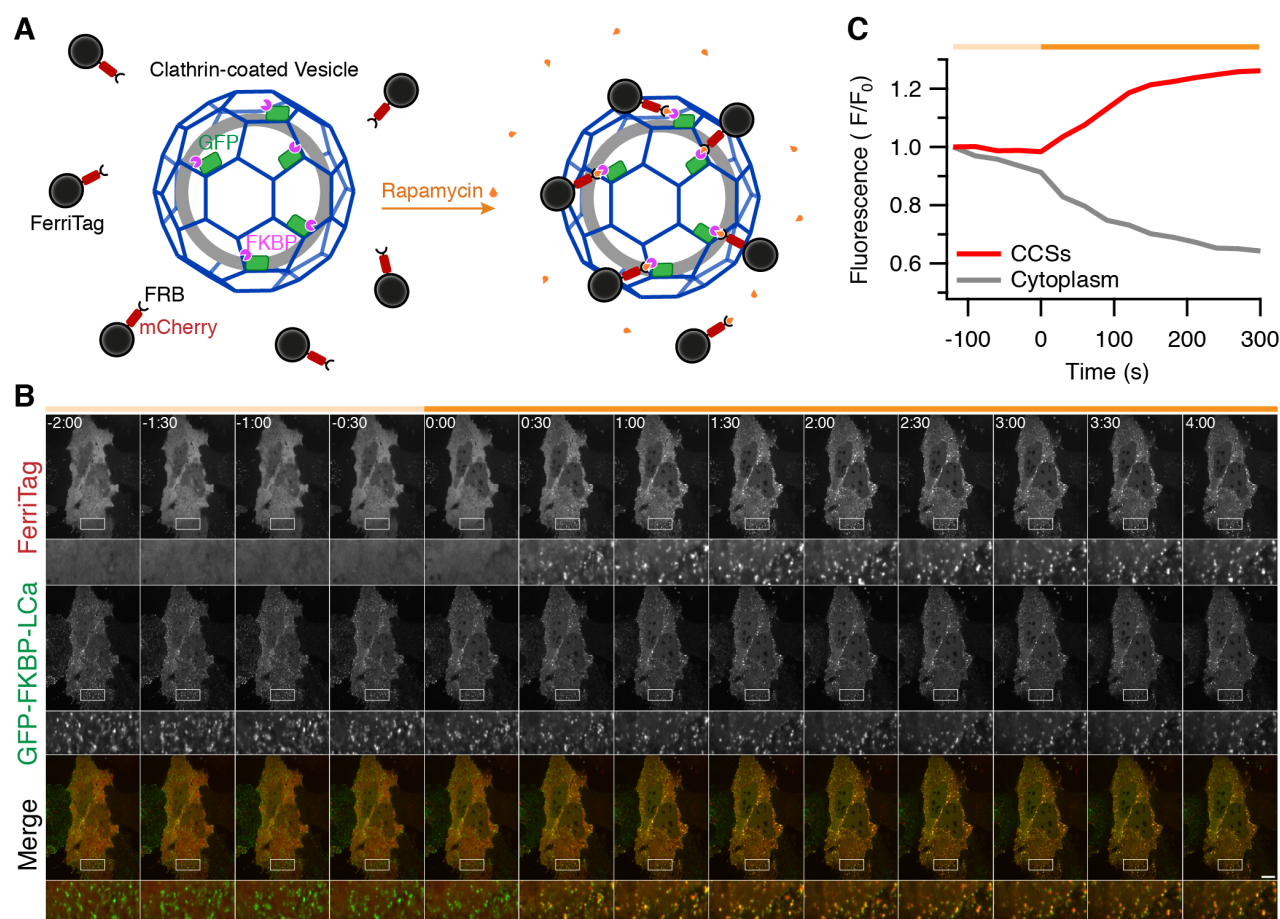 A
Clathrin-coated Vesicle
GFP
FerriTag
FKBP
FRB
mCherry
Rapamycin
C
Fluorescence ( F/F0)
1.2
1.0
0.8
0.6
CCSs
Cytoplasm
-100 0 100 200 300
Time (s)
B
-2:00 -1:30 -1:00 -0:30 0:00 0:30 1:00 1:30 2:00 2:30 3:00 3:30 4:00
FerriTag
GFP-FKBP-LCa
Merge